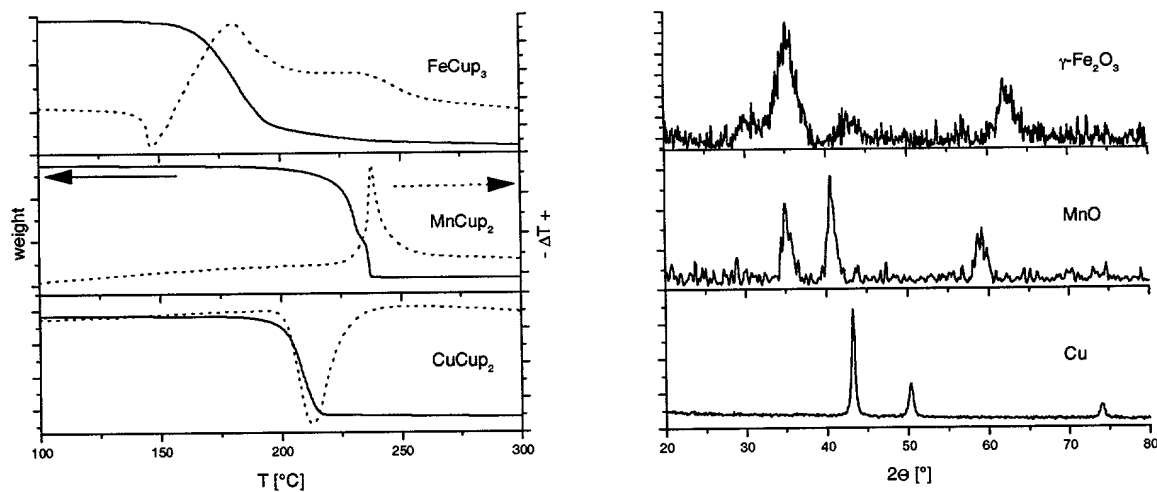 weight
FeCup₃
MnCup₂
CuCup₂
- ΔT +
100 150 200 250 300
T [°C]
γ-Fe₂O₃
MnO
Cu
20 30 40 50 60 70 80
2Θ [°]